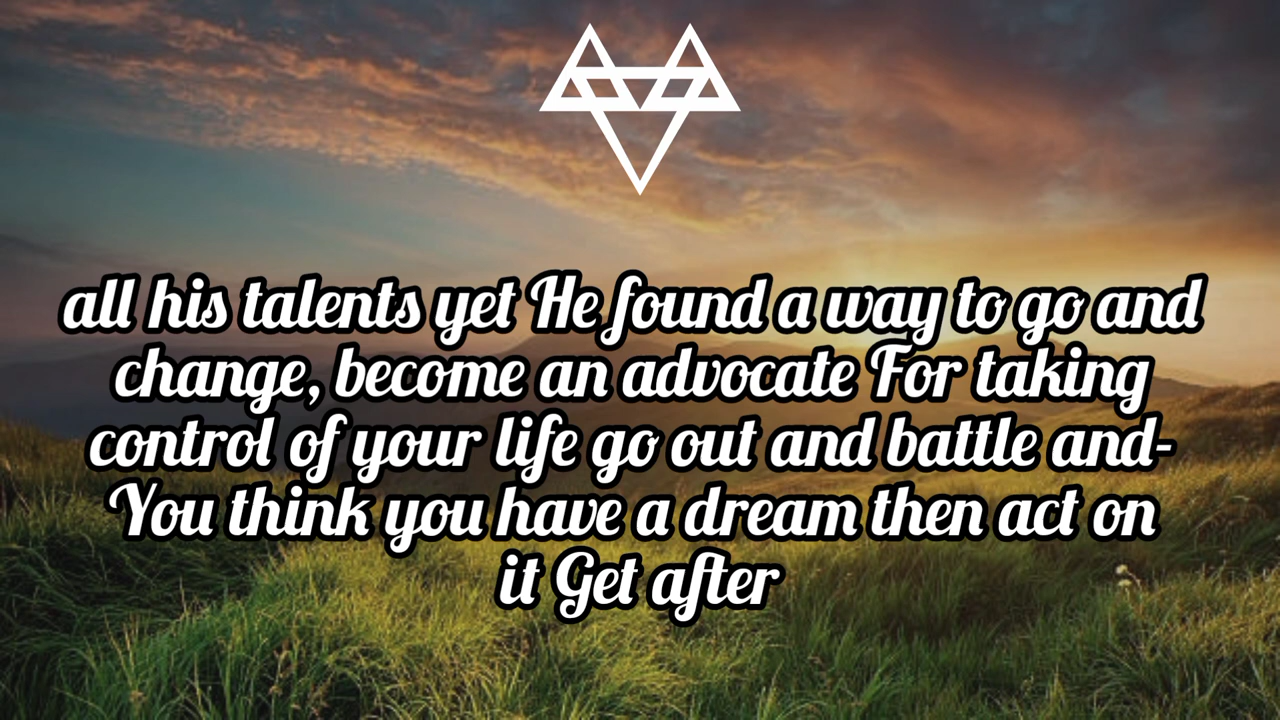 all his talents yet He found a way to go and
change, become an advocate For taking
control of your life go out and battle and-
You think you have a dream then act on
it Get after